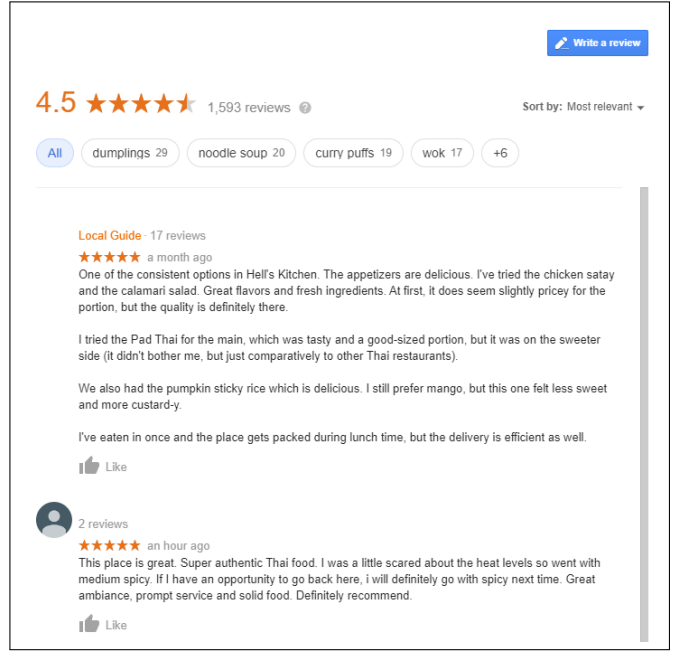 Write a review
4.5 1,593 reviews
Sort by: Most relevant
All dumplings 29 noodle soup 20 curry puffs 19 wok 17 +6
Local Guide · 17 reviews
a month ago
One of the consistent options in Hell's Kitchen. The appetizers are delicious. I've tried the chicken satay
and the calamari salad. Great flavors and fresh ingredients. At first, it does seem slightly pricey for the
portion, but the quality is definitely there.
I tried the Pad Thai for the main, which was tasty and a good-sized portion, but it was on the sweeter
side (it didn't bother me, but just comparatively to other Thai restaurants).
We also had the pumpkin sticky rice which is delicious. I still prefer mango, but this one felt less sweet
and more custard-y.
I've eaten in once and the place gets packed during lunch time, but the delivery is efficient as well.
Like
2 reviews
an hour ago
This place is great. Super authentic Thai food. I was a little scared about the heat levels so went with
medium spicy. If I have an opportunity to go back here, i will definitely go with spicy next time. Great
ambiance, prompt service and solid food. Definitely recommend.
Like